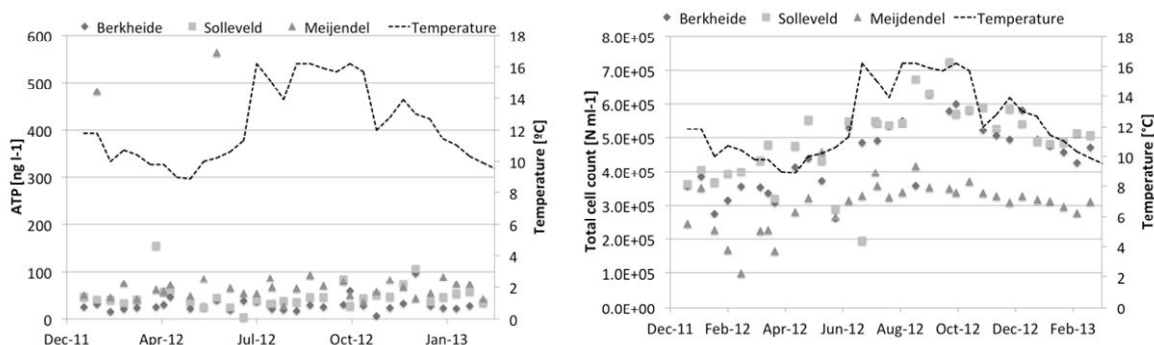 Berkheide Solleveld Meijendel Temperature
600 18
500 16
400 14
300 12
200 10
100 8
0 6
4
2
0
ATP [ng l-1]
Temperature [ºC]
Dec-11 Apr-12 Jul-12 Oct-12 Jan-13
Berkheide Solleveld Meijdendel Temperature
8.0E+05 18
7.0E+05 16
6.0E+05 14
5.0E+05 12
4.0E+05 10
3.0E+05 8
2.0E+05 6
1.0E+05 4
0.0E+00 2
0
Total cell count [N ml-1]
Temperature [°C]
Dec-11 Feb-12 Apr-12 Jun-12 Aug-12 Oct-12 Dec-12 Feb-13